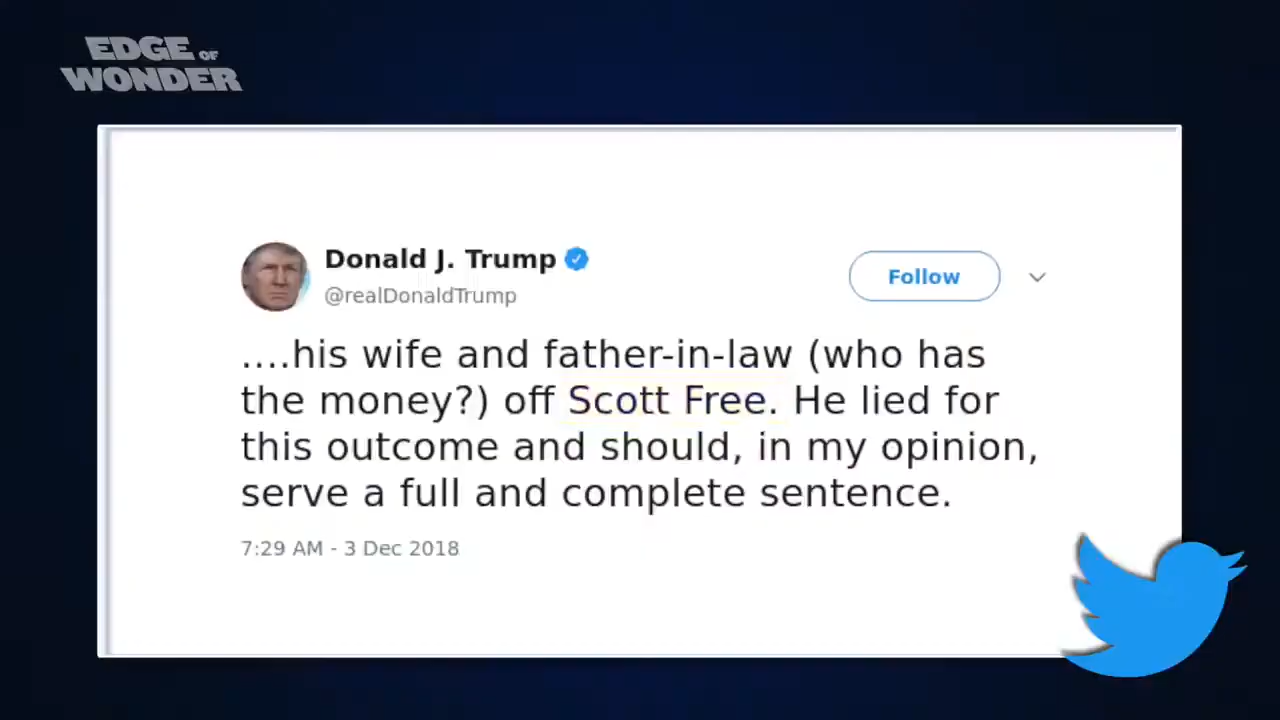 EDGE OF
WONDER
Donald J. Trump
@realDonaldTrump
Follow
....his wife and father-in-law (who has
the money?) off Scott Free. He lied for
this outcome and should, in my opinion,
serve a full and complete sentence.
7:29 AM - 3 Dec 2018